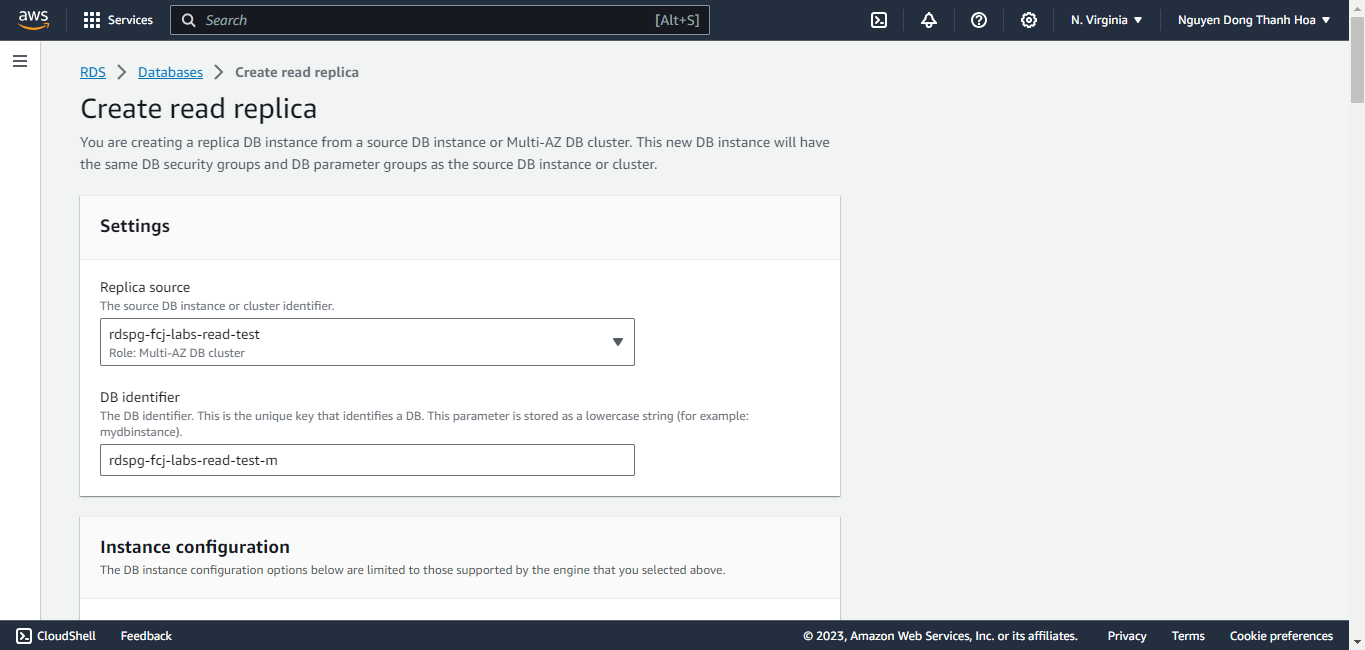 aws
Services
Search [Alt+S]
N. Virginia
Nguyen Dong Thanh Hoa
RDS > Databases > Create read replica
Create read replica
You are creating a replica DB instance from a source DB instance or Multi-AZ DB cluster. This new DB instance will have
the same DB security groups and DB parameter groups as the source DB instance or cluster.
Settings
Replica source
The source DB instance or cluster identifier.
rdspg-fcj-labs-read-test
Role: Multi-AZ DB cluster
DB identifier
The DB identifier. This is the unique key that identifies a DB. This parameter is stored as a lowercase string (for example:
mydbinstance).
rdspg-fcj-labs-read-test-m
Instance configuration
The DB instance configuration options below are limited to those supported by the engine that you selected above.
CloudShell
Feedback
© 2023, Amazon Web Services, Inc. or its affiliates.
Privacy
Terms
Cookie preferences